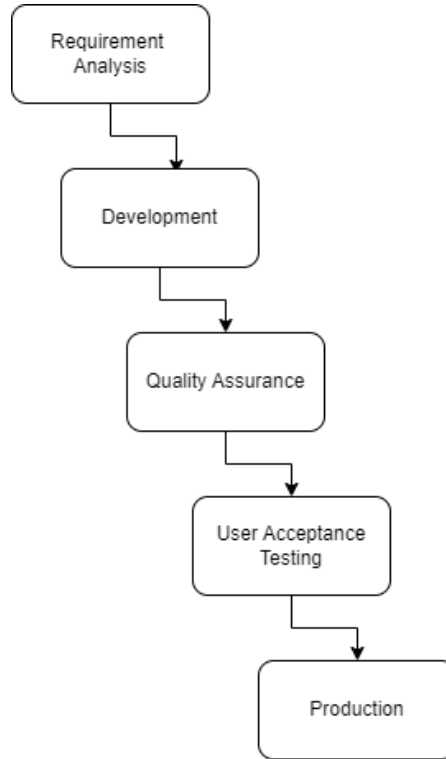 Requirement
Analysis
Development
Quality Assurance
User Acceptance
Testing
Production